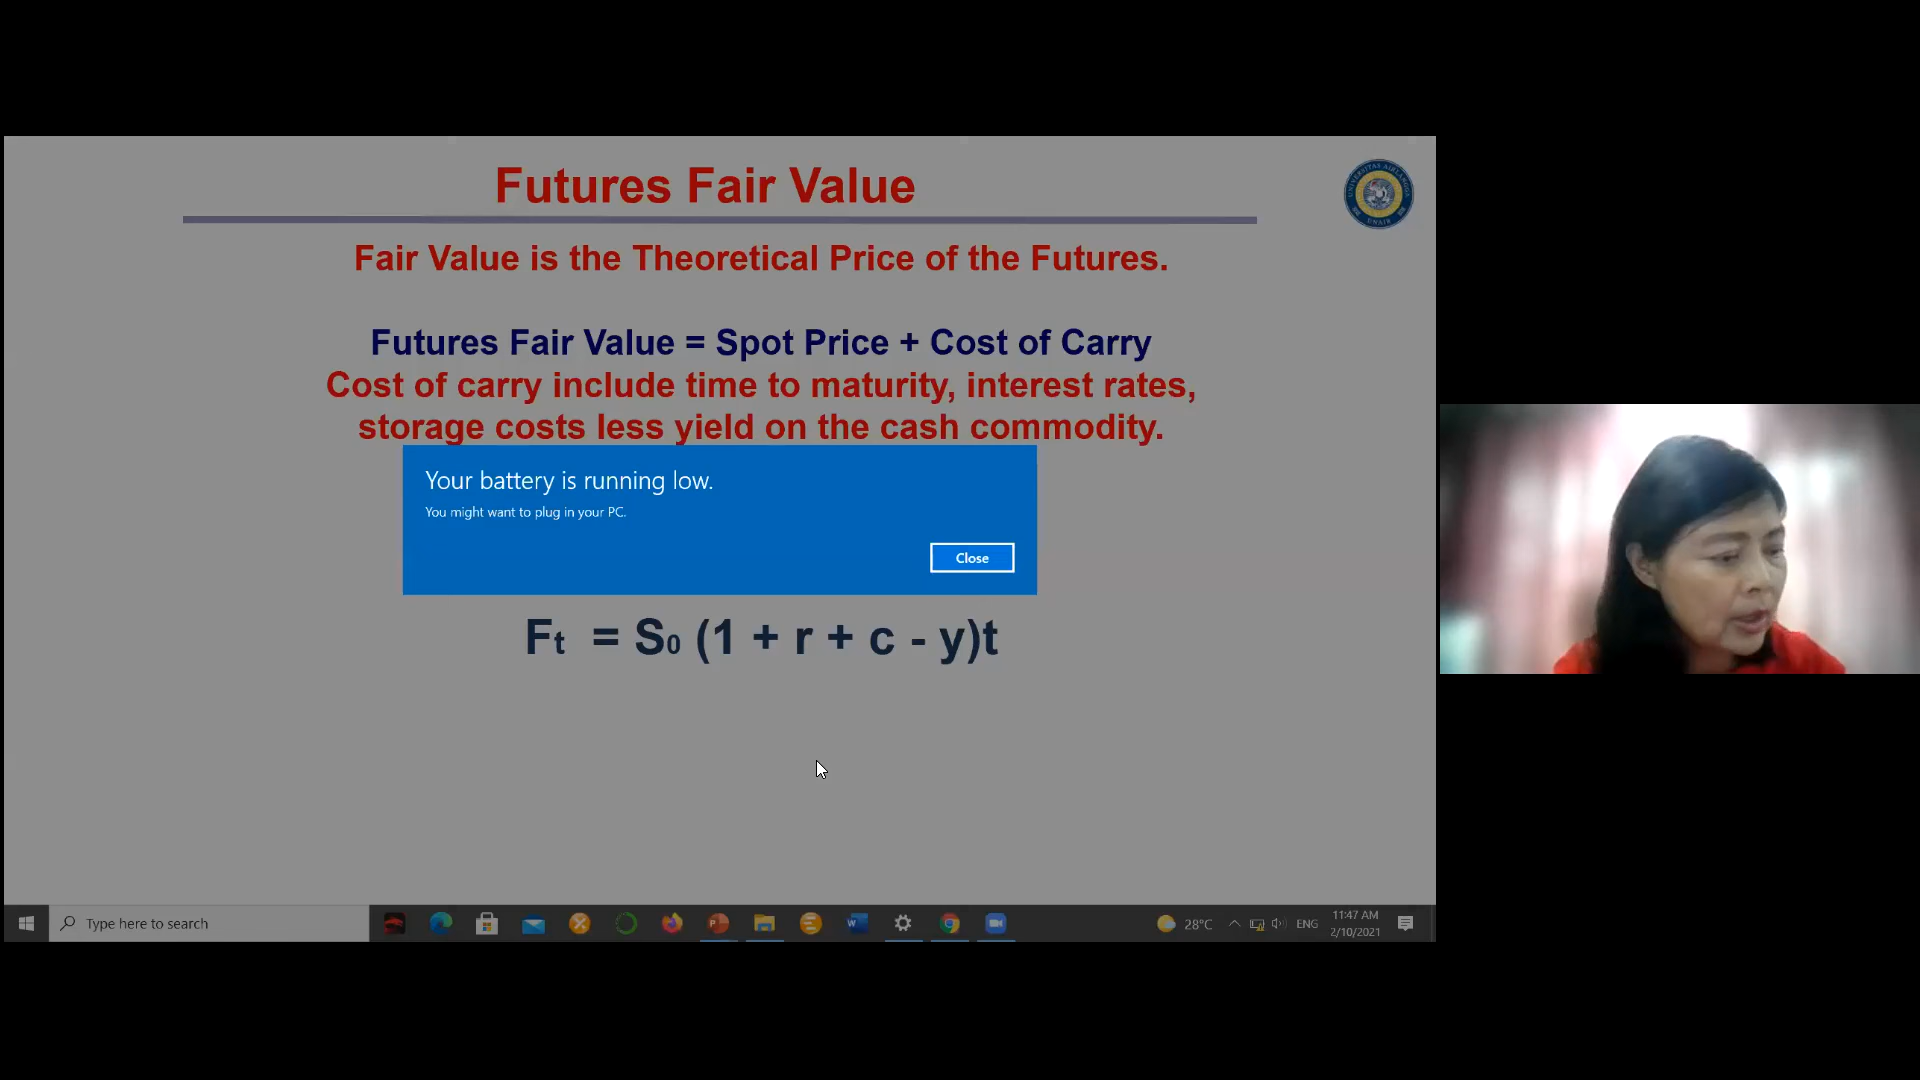 Futures Fair Value
UNIVERSITAS AIRLANGGA
UNAIR
Fair Value is the Theoretical Price of the Futures.
Futures Fair Value = Spot Price + Cost of Carry
Cost of carry include time to maturity, interest rates,
storage costs less yield on the cash commodity.
Your battery is running low.
You might want to plug in your PC.
Close
Ft = S0 (1 + r + c - y)t
Type here to search
28°C
ENG
11:47 AM
2/10/2021